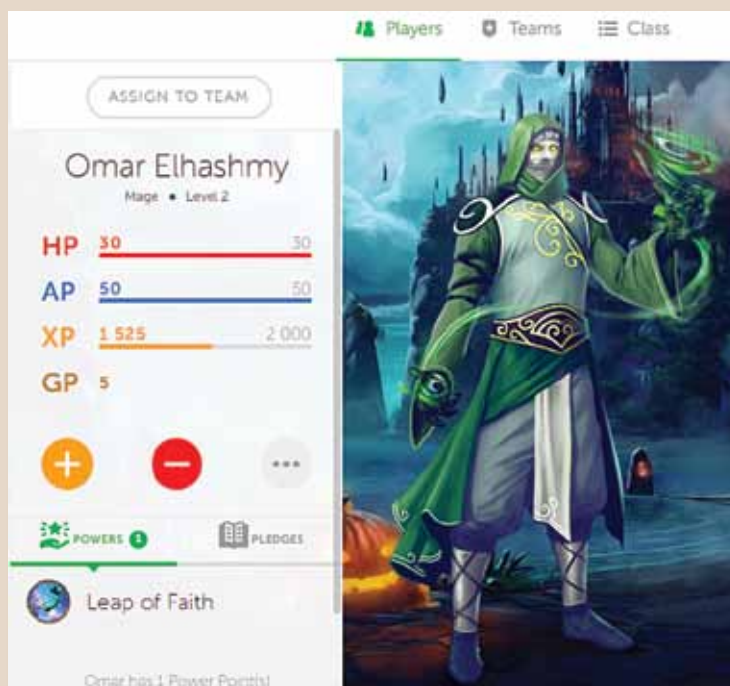 Players Teams Class
ASSIGN TO TEAM
Omar Elhashmy
Mage • Level 2
HP 30 30
AP 50 50
XP 1 525 2 000
GP 5
POWERS 1 PLEDGES
Leap of Faith
Omar has 1 Power Point(s)!